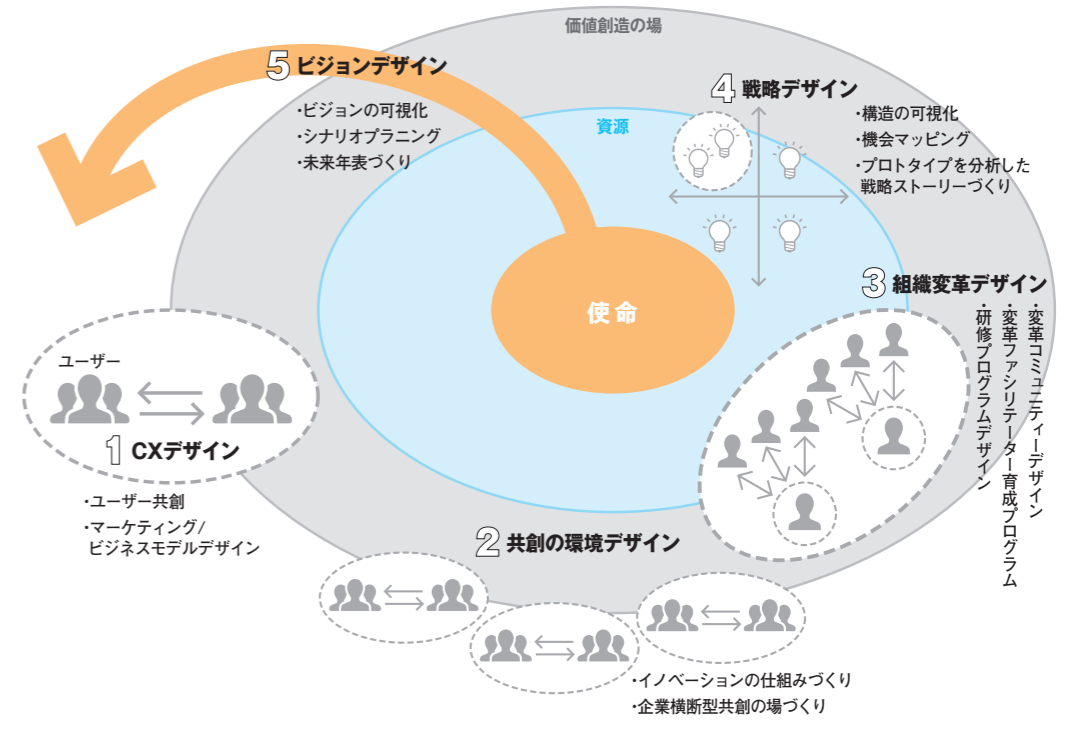 価値創造の場
5 ビジョンデザイン
・ビジョンの可視化
・シナリオプラニング
・未来年表づくり
資源
4 戦略デザイン
・構造の可視化
・機会マッピング
・プロトタイプを分析した
戦略ストーリーづくり
使命
3 組織変革デザイン
・変革コミュニティーデザイン
・変革ファシリテーター育成プログラム
・研修プログラムデザイン
ユーザー
1 CXデザイン
・ユーザー共創
・マーケティング/
ビジネスモデルデザイン
2 共創の環境デザイン
・イノベーションの仕組みづくり
・企業横断型共創の場づくり